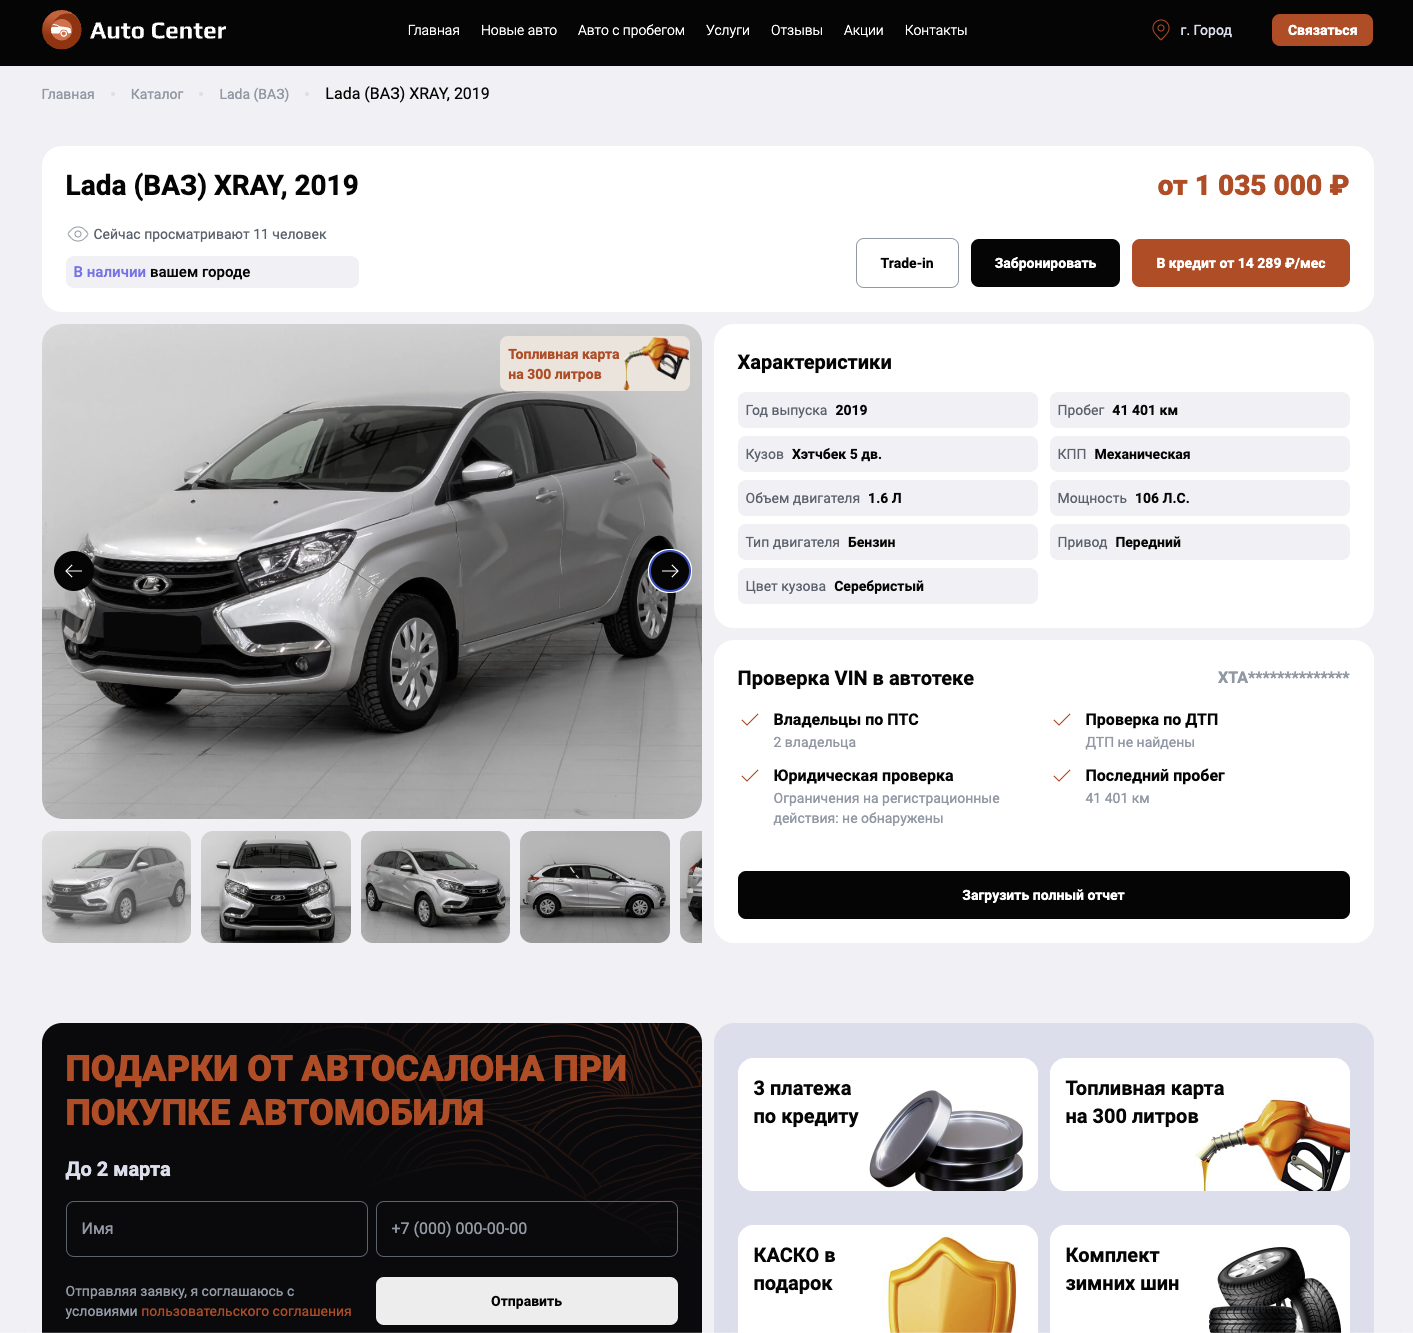 Auto Center
Главная
Новые авто
Авто с пробегом
Услуги
Отзывы
Акции
Контакты
г. Город
Связаться
Главная
Каталог
Lada (ВАЗ)
Lada (ВАЗ) XRAY, 2019
Lada (ВАЗ) XRAY, 2019
от 1 035 000 ₽
Сейчас просматривают 11 человек
В наличии вашем городе
Trade-in
Забронировать
В кредит от 14 289 ₽/мес
Топливная карта
на 300 литров
Характеристики
Год выпуска 2019
Пробег 41 401 км
Кузов Хэтчбек 5 дв.
КПП Механическая
Объем двигателя 1.6 Л
Мощность 106 Л.С.
Тип двигателя Бензин
Привод Передний
Цвет кузова Серебристый
Проверка VIN в автотеке
XTA**************
Владельцы по ПТС
2 владельца
Проверка по ДТП
ДТП не найдены
Юридическая проверка
Ограничения на регистрационные
действия: не обнаружены
Последний пробег
41 401 км
Загрузить полный отчет
ПОДАРКИ ОТ АВТОСАЛОНА ПРИ
ПОКУПКЕ АВТОМОБИЛЯ
До 2 марта
Имя
+7 (000) 000-00-00
Отправляя заявку, я соглашаюсь с
условиями пользовательского соглашения
Отправить
3 платежа
по кредиту
Топливная карта
на 300 литров
КАСКО в
подарок
Комплект
зимних шин